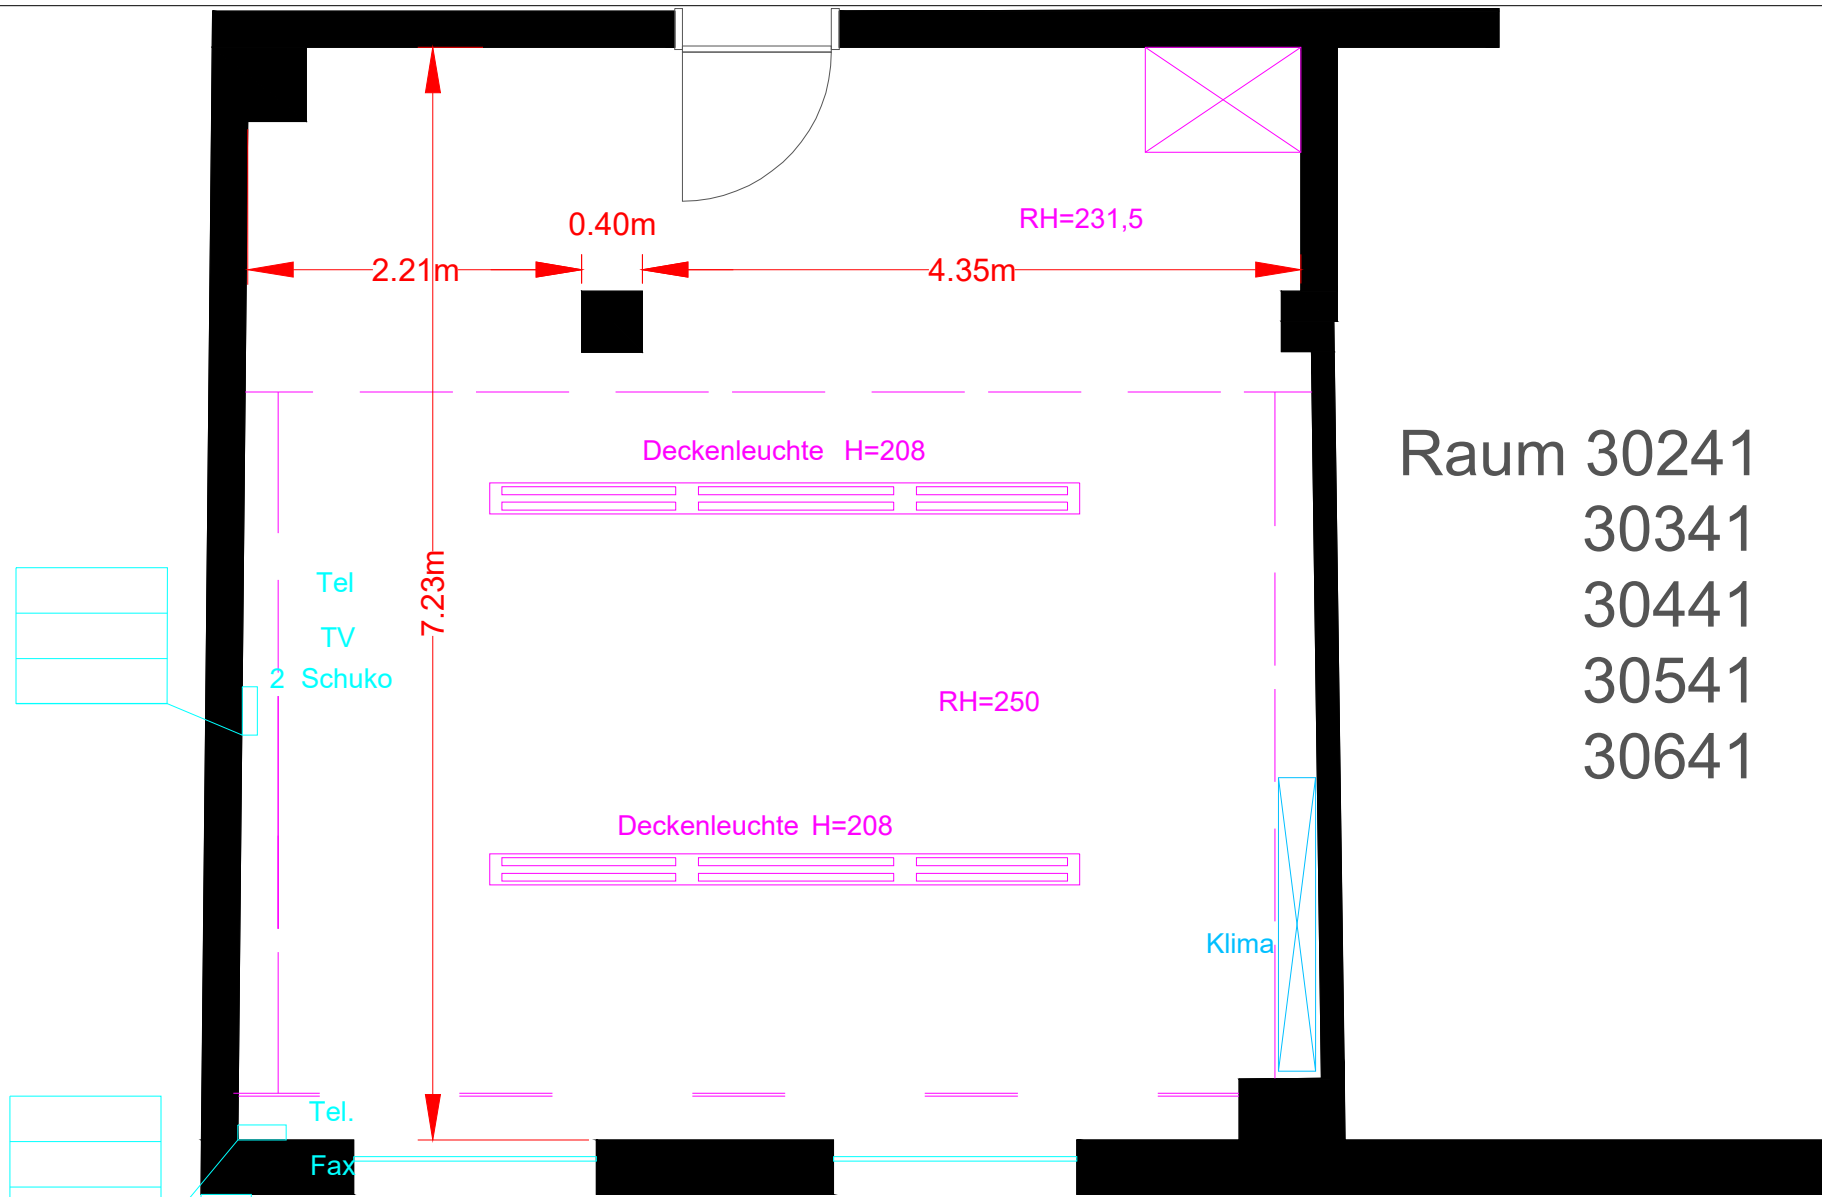 0.40m
RH=231,5
2.21m
4.35m
Deckenleuchte H=208
Raum 30241
30341
30441
30541
30641
Tel
7.23m
TV
2 Schuko
RH=250
Deckenleuchte H=208
Klima
Tel.
Fax